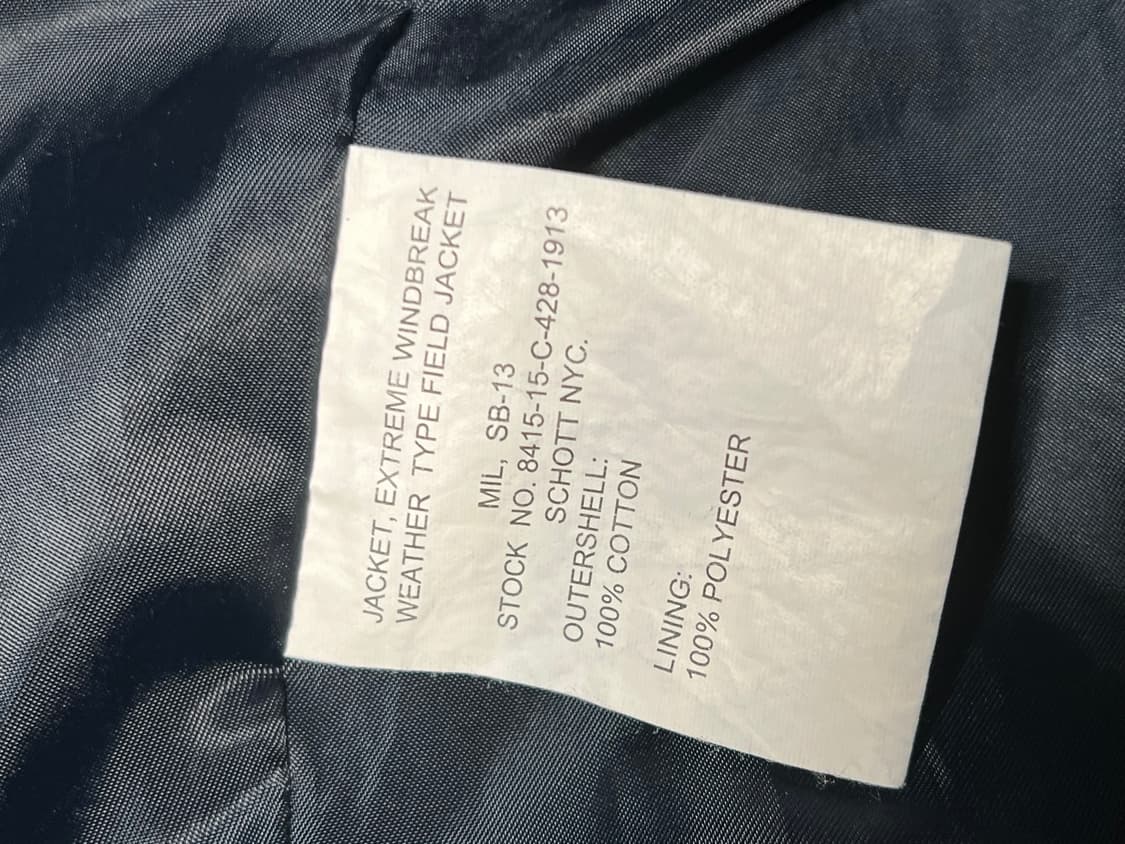 JACKET, EXTREME WINDBREAK
WEATHER TYPE FIELD JACKET
MIL, SB-13
STOCK NO. 8415-15-C-428-1913
SCHOTT NYC.
OUTERSHELL:
100% COTTON
LINING:
100% POLYESTER